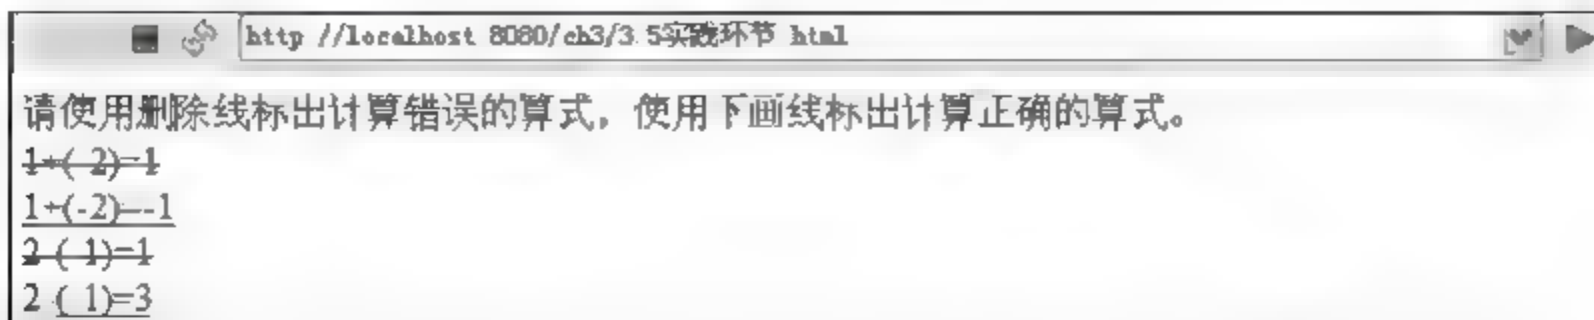 http //localhost 8080/ch3/3 5实践环节 html
请使用删除线标出计算错误的算式，使用下画线标出计算正确的算式。
1+( 2)=1
1+(-2)=-1
2 ( 1)=1
2 ( 1)=3